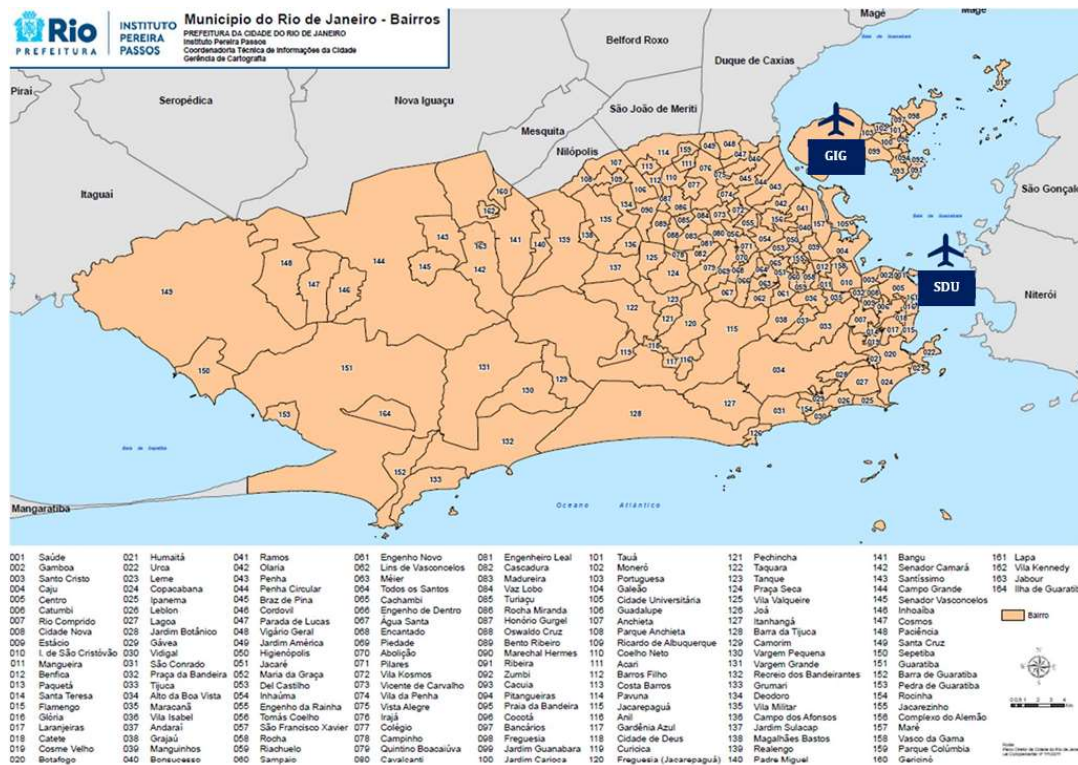 Rio
PREFEITURA
INSTITUTO
PEREIRA
PASSOS
Município do Rio de Janeiro - Bairros
PREFEITURA DA CIDADE DO RIO DE JANEIRO
Instituto Pereira Passos
Coordenadoria Técnica de Informações da Cidade
Gerência de Cartografia
Magé
Magé
Belford Roxo
Duque de Caxias
Piraí
Seropédica
Nova Iguaçu
São João de Meriti
Mesquita
Nilópolis
Itaguaí
GIG
São Gonçalo
SDU
Niterói
Mangaratiba
Oceano Atlântico
001 Saúde
002 Gamboa
003 Santo Cristo
004 Caju
005 Centro
006 Catumbi
007 Rio Comprido
008 Cidade Nova
009 Estácio
010 I. de São Cristóvão
011 Mangueira
012 Benfica
013 Paquetá
014 Santa Teresa
015 Flamengo
016 Glória
017 Laranjeiras
018 Catete
019 Cosme Velho
020 Botafogo
021 Humaitá
022 Urca
023 Leme
024 Copacabana
025 Ipanema
026 Leblon
027 Lagoa
028 Jardim Botânico
029 Gávea
030 Vidigal
031 São Conrado
032 Praça da Bandeira
033 Tijuca
034 Alto da Boa Vista
035 Maracanã
036 Vila Isabel
037 Andaraí
038 Grajaú
039 Manguinhos
040 Bonsucesso
041 Ramos
042 Olaria
043 Penha
044 Penha Circular
045 Braz de Pina
046 Cordovil
047 Parada de Lucas
048 Vigário Geral
049 Jardim América
050 Higienópolis
051 Jacaré
052 Maria da Graça
053 Del Castilho
054 Inhaúma
055 Engenho da Rainha
056 Tomás Coelho
057 São Francisco Xavier
058 Rocha
059 Riachuelo
060 Sampaio
061 Engenho Novo
062 Lins de Vasconcelos
063 Méier
064 Todos os Santos
065 Cachambi
066 Engenho de Dentro
067 Água Santa
068 Encantado
069 Piedade
070 Abolição
071 Pilares
072 Vila Kosmos
073 Vicente de Carvalho
074 Vila da Penha
075 Vista Alegre
076 Irajá
077 Colégio
078 Campinho
079 Quintino Bocaiúva
080 Cavalcanti
081 Engenheiro Leal
082 Cascadura
083 Madureira
084 Vaz Lobo
085 Turiaçu
086 Rocha Miranda
087 Honório Gurgel
088 Oswaldo Cruz
089 Bento Ribeiro
090 Marechal Hermes
091 Ribeira
092 Zumbi
093 Cacuia
094 Pitangueiras
095 Praia da Bandeira
096 Cocotá
097 Bancários
098 Freguesia
099 Jardim Guanabara
100 Jardim Carioca
101 Tauá
102 Moneró
103 Portuguesa
104 Galeão
105 Cidade Universitária
106 Guadalupe
107 Anchieta
108 Parque Anchieta
109 Ricardo de Albuquerque
110 Coelho Neto
111 Acari
112 Barros Filho
113 Costa Barros
114 Pavuna
115 Jacarepaguá
116 Anil
117 Gardênia Azul
118 Cidade de Deus
119 Curicica
120 Freguesia (Jacarepaguá)
121 Pechincha
122 Taquara
123 Tanque
124 Praça Seca
125 Vila Valqueire
126 Joá
127 Itanhangá
128 Barra da Tijuca
129 Camorim
130 Vargem Pequena
131 Vargem Grande
132 Recreio dos Bandeirantes
133 Grumari
134 Deodoro
135 Vila Militar
136 Campo dos Afonsos
137 Jardim Sulacap
138 Magalhães Bastos
139 Realengo
140 Padre Miguel
141 Bangu
142 Senador Camará
143 Santíssimo
144 Campo Grande
145 Senador Vasconcelos
146 Inhoaíba
147 Cosmos
148 Paciência
149 Santa Cruz
150 Sepetiba
151 Guaratiba
152 Barra de Guaratiba
153 Pedra de Guaratiba
154 Rocinha
155 Jacarezinho
156 Complexo do Alemão
157 Maré
158 Vasco da Gama
159 Parque Colúmbia
160 Gericinó
161 Lapa
162 Vila Kennedy
163 Jabour
164 Ilha de Guaratiba
Bairro